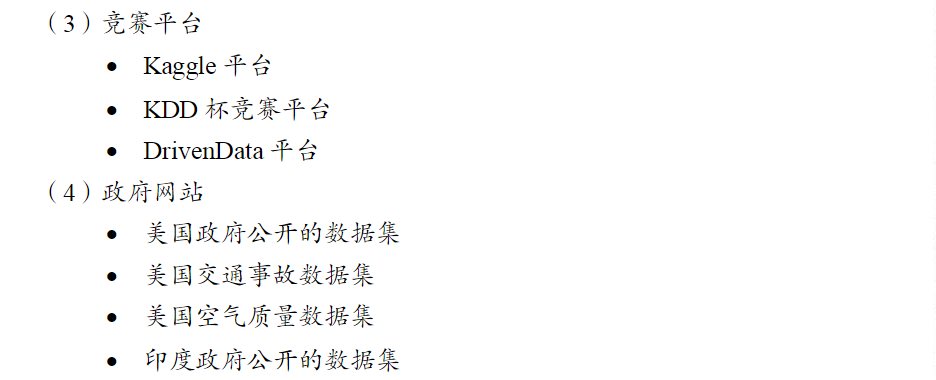 （3）竞赛平台
• Kaggle 平台
• KDD 杯竞赛平台
• DrivenData 平台
（4）政府网站
• 美国政府公开的数据集
• 美国交通事故数据集
• 美国空气质量数据集
• 印度政府公开的数据集